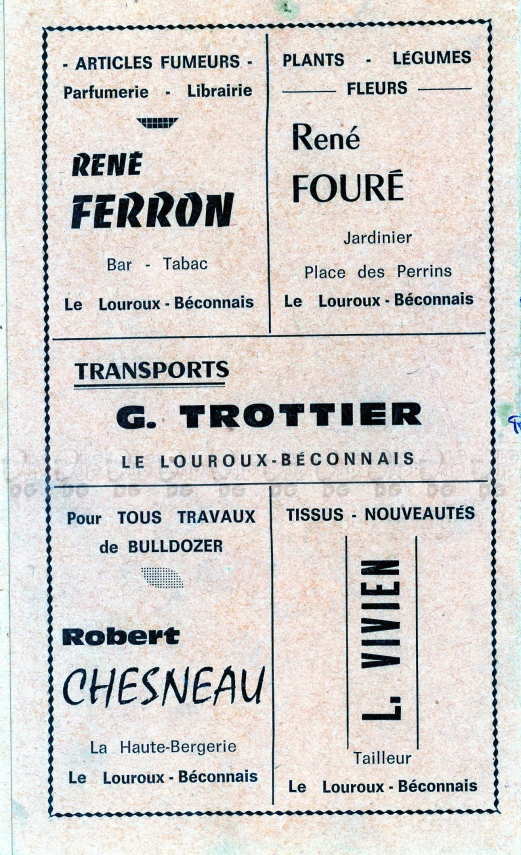 - ARTICLES FUMEURS -
Parfumerie - Librairie
RENÉ
FERRON
Bar - Tabac
Le Louroux - Béconnais
PLANTS - LÉGUMES
FLEURS
René
FOURÉ
Jardinier
Place des Perrins
Le Louroux - Béconnais
TRANSPORTS
G. TROTTIER
LE LOUROUX-BÉCONNAIS
Pour TOUS TRAVAUX
de BULLDOZER
Robert
CHESNEAU
La Haute-Bergerie
Le Louroux - Béconnais
TISSUS - NOUVEAUTÉS
L. VIVIEN
Tailleur
Le Louroux - Béconnais